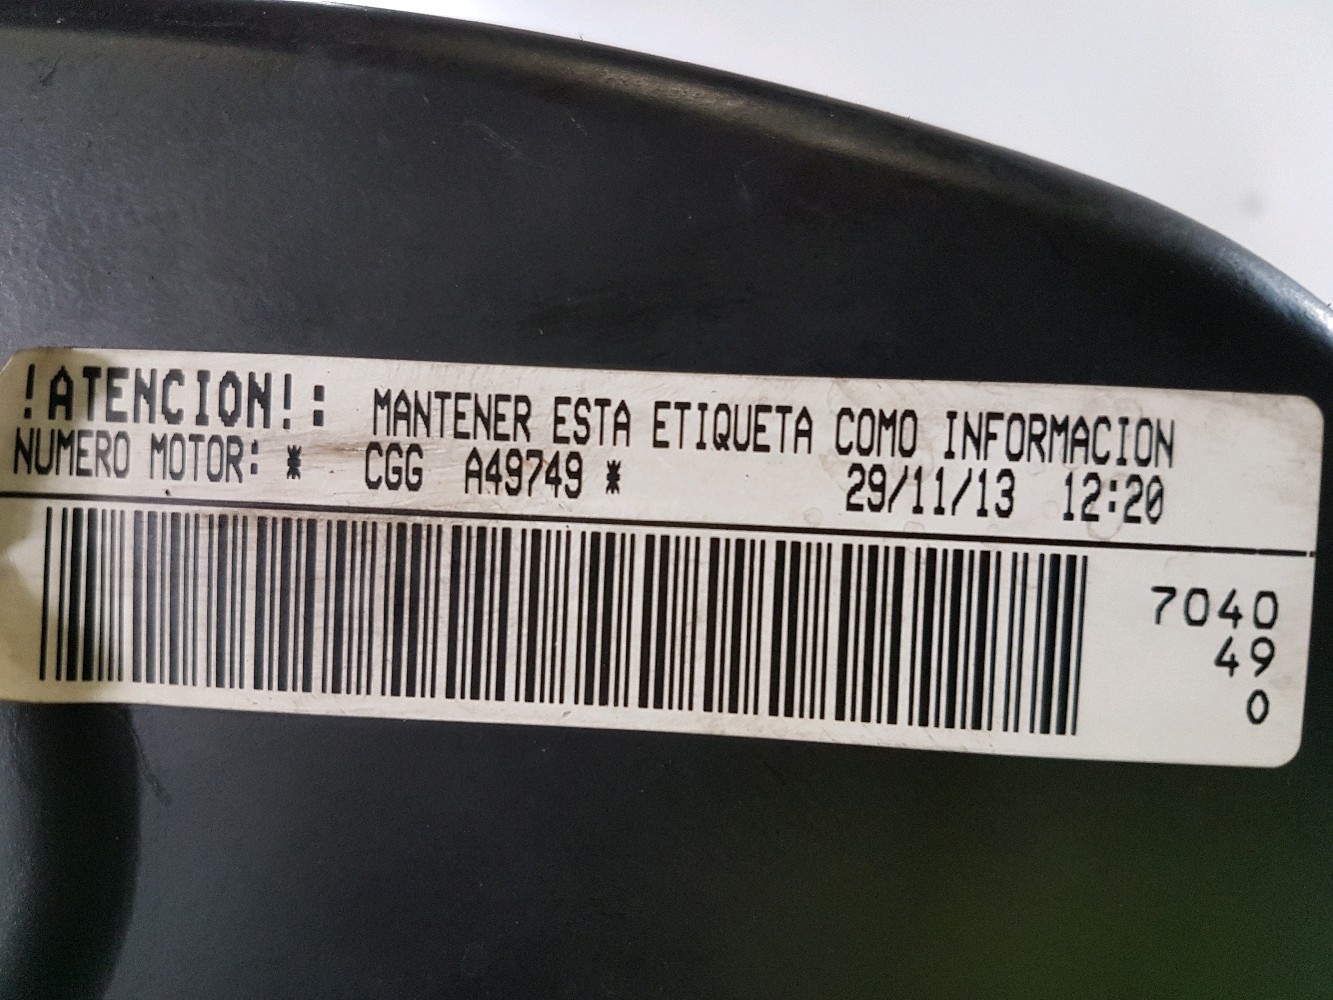 !ATENCION!: MANTENER ESTA ETIQUETA COMO INFORMACION
NUMERO MOTOR: * CGG A49749 * 29/11/13 12:20
7040
49
0